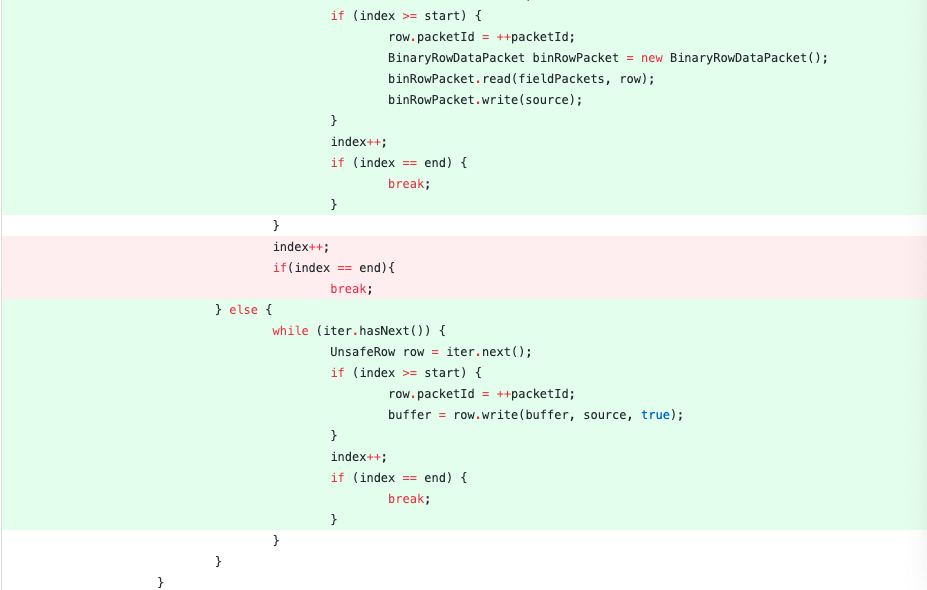 if (index >= start) {
row.packetId = ++packetId;
BinaryRowDataPacket binRowPacket = new BinaryRowDataPacket();
binRowPacket.read(fieldPackets, row);
binRowPacket.write(source);
}
index++;
if (index == end) {
break;
}
}
index++;
if(index == end){
break;
} else {
while (iter.hasNext()) {
UnsafeRow row = iter.next();
if (index >= start) {
row.packetId = ++packetId;
buffer = row.write(buffer, source, true);
}
index++;
if (index == end) {
break;
}
}
}
}